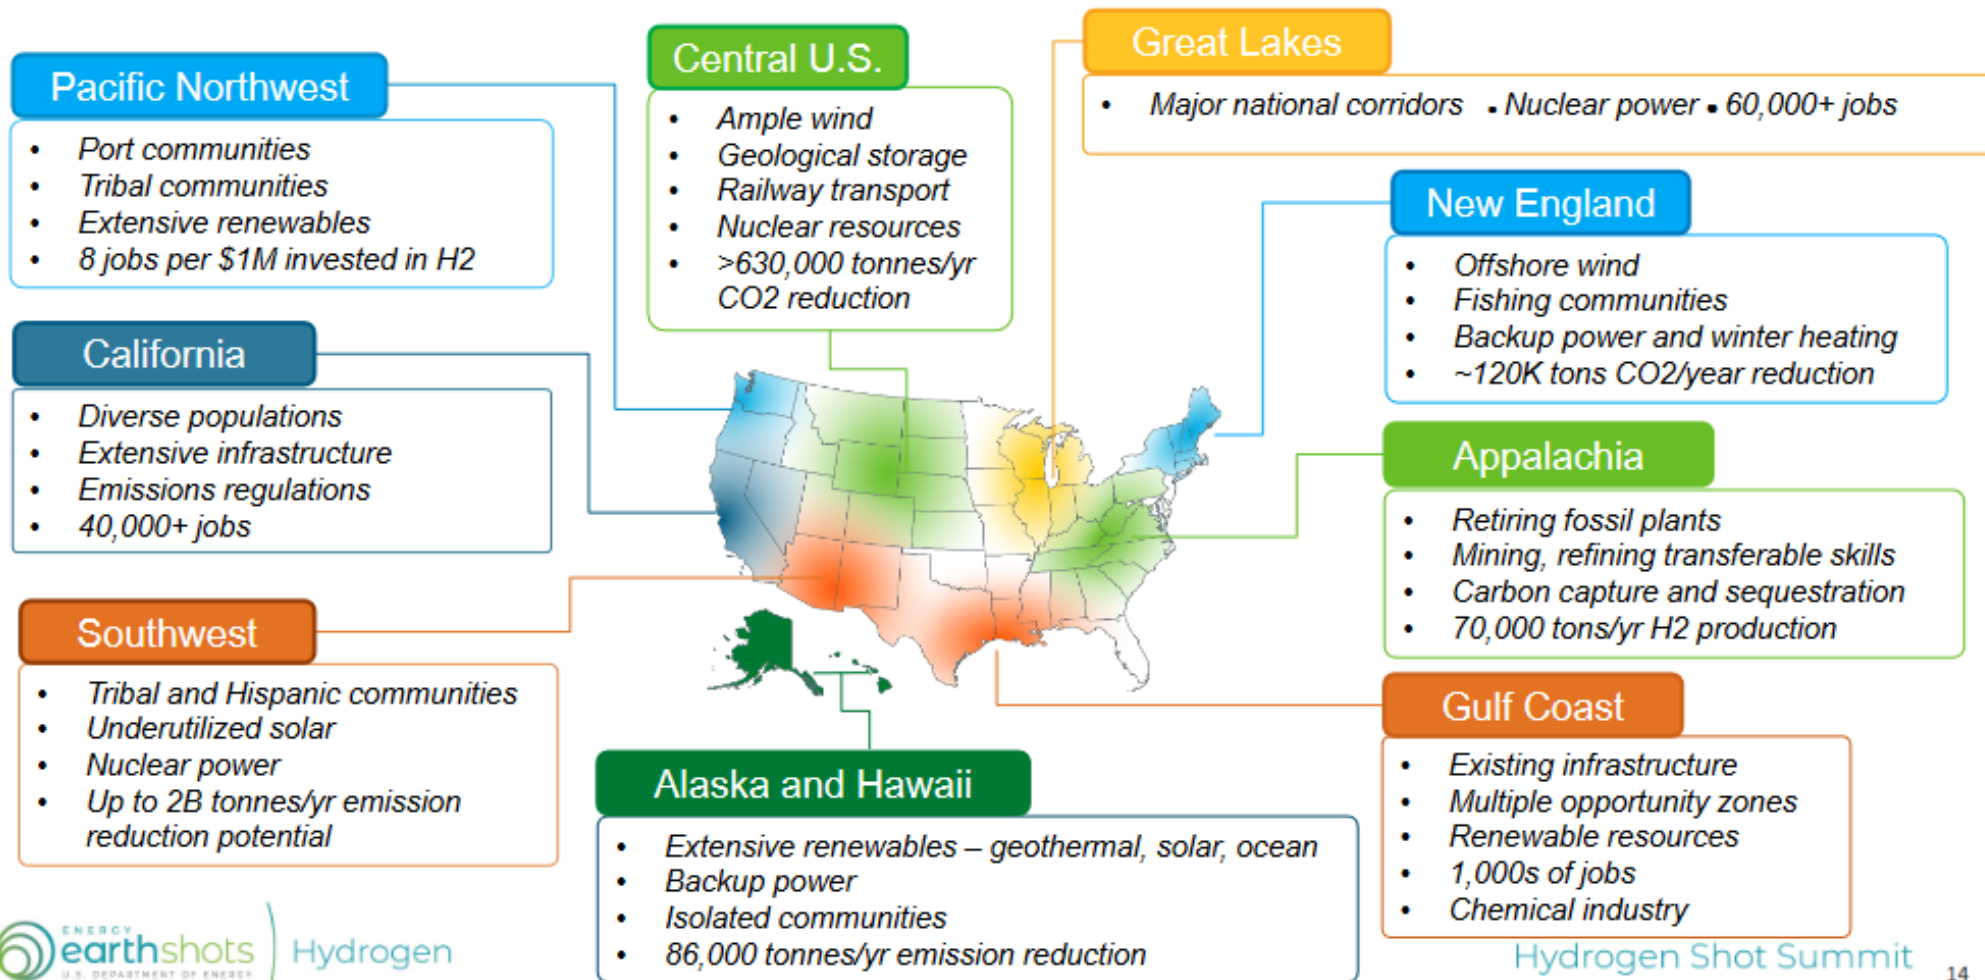 Pacific Northwest
• Port communities
• Tribal communities
• Extensive renewables
• 8 jobs per $1M invested in H2
Central U.S.
• Ample wind
• Geological storage
• Railway transport
• Nuclear resources
• >630,000 tonnes/yr
CO2 reduction
Great Lakes
• Major national corridors ▪ Nuclear power ▪ 60,000+ jobs
New England
• Offshore wind
• Fishing communities
• Backup power and winter heating
• ~120K tons CO2/year reduction
California
• Diverse populations
• Extensive infrastructure
• Emissions regulations
• 40,000+ jobs
Appalachia
• Retiring fossil plants
• Mining, refining transferable skills
• Carbon capture and sequestration
• 70,000 tons/yr H2 production
Southwest
• Tribal and Hispanic communities
• Underutilized solar
• Nuclear power
• Up to 2B tonnes/yr emission
reduction potential
Alaska and Hawaii
• Extensive renewables – geothermal, solar, ocean
• Backup power
• Isolated communities
• 86,000 tonnes/yr emission reduction
Gulf Coast
• Existing infrastructure
• Multiple opportunity zones
• Renewable resources
• 1,000s of jobs
• Chemical industry
ENERGY
earthshots
U.S. DEPARTMENT OF ENERGY
Hydrogen
Hydrogen Shot Summit
14